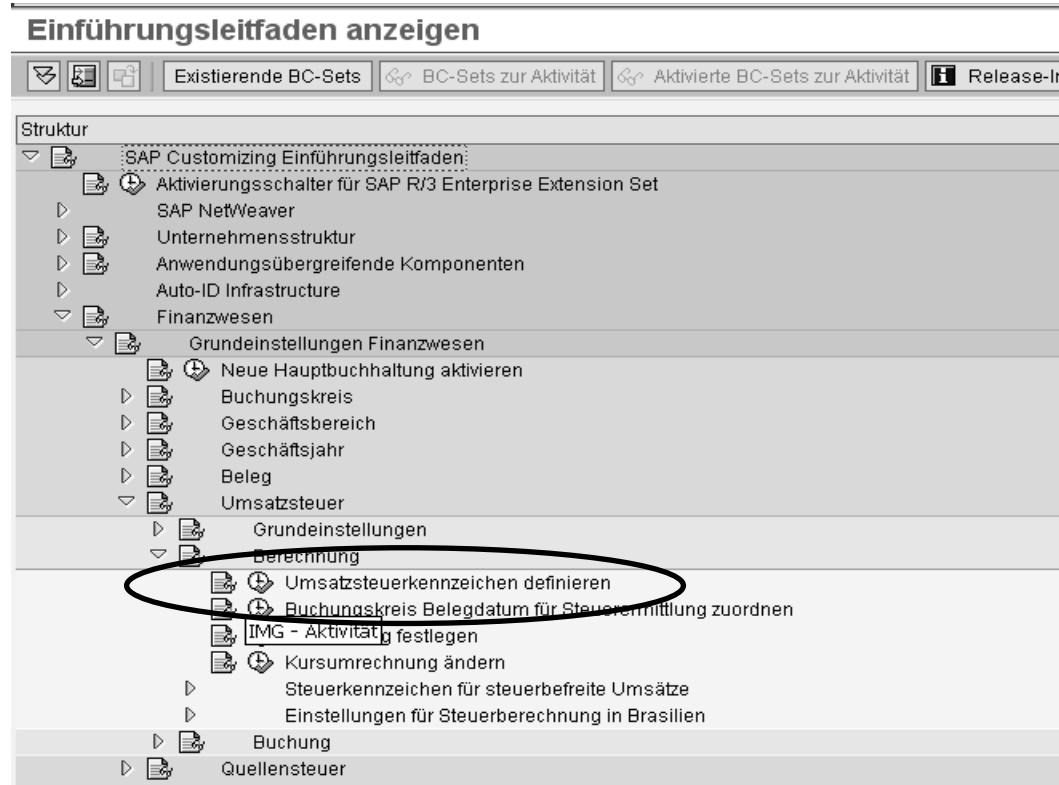 Einführungsleitfaden anzeigen
Existierende BC-Sets BC-Sets zur Aktivität Aktivierte BC-Sets zur Aktivität Release-
Struktur
SAP Customizing Einführungsleitfaden
Aktivierungsschalter für SAP R/3 Enterprise Extension Set
SAP NetWeaver
Unternehmensstruktur
Anwendungsübergreifende Komponenten
Auto-ID Infrastructure
Finanzwesen
Grundeinstellungen Finanzwesen
Neue Hauptbuchhaltung aktivieren
Buchungskreis
Geschäftsbereich
Geschäftsjahr
Beleg
Umsatzsteuer
Grundeinstellungen
Berechnung
Umsatzsteuerkennzeichen definieren
Buchungskreis Belegdatum für Steuerermittlung zuordnen
IMG - Aktivität g festlegen
Kursumrechnung ändern
Steuerkennzeichen für steuerbefreite Umsätze
Einstellungen für Steuerberechnung in Brasilien
Buchung
Quellensteuer